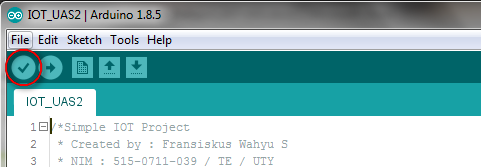 IOT_UAS2 | Arduino 1.8.5
File Edit Sketch Tools Help
IOT_UAS2
1 /*Simple IOT Project
2 * Created by : Fransiskus Wahyu S
3 * NIM : 515-0711-039 / TE / UTY